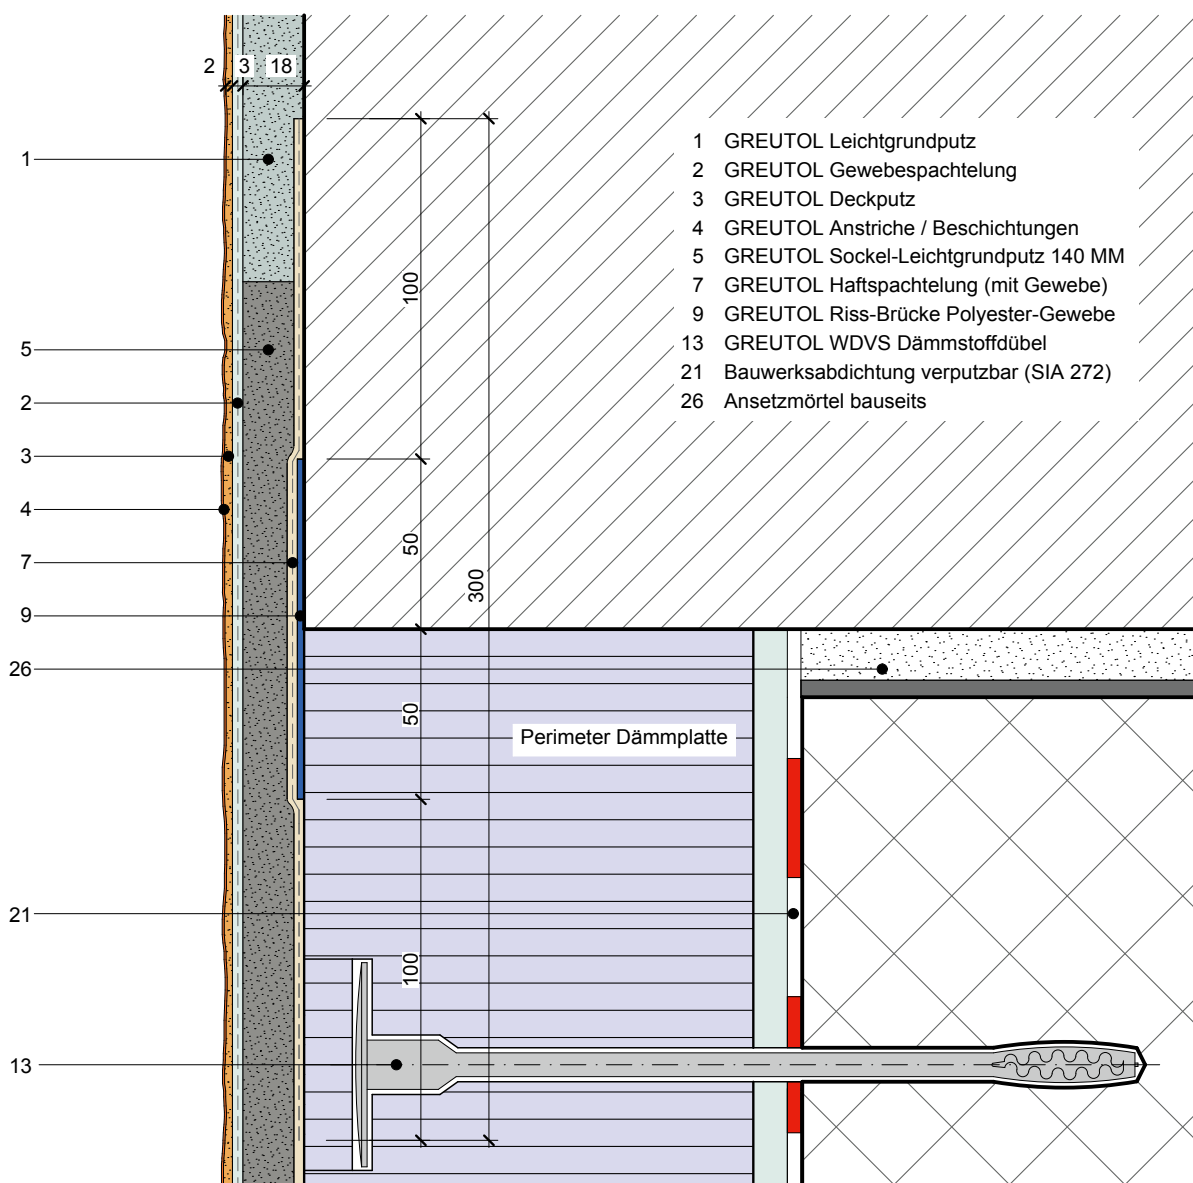 2 3 18
1 GREUTOL Leichtgrundputz
2 GREUTOL Gewebespachtelung
3 GREUTOL Deckputz
4 GREUTOL Anstriche / Beschichtungen
5 GREUTOL Sockel-Leichtgrundputz 140 MM
7 GREUTOL Haftspachtelung (mit Gewebe)
9 GREUTOL Riss-Brücke Polyester-Gewebe
13 GREUTOL WDVS Dämmstoffdübel
21 Bauwerksabdichtung verputzbar (SIA 272)
26 Ansetzmörtel bauseits
1
5
2
3
4
7
9
26
21
13
100
50
300
50
100
Perimeter Dämmplatte